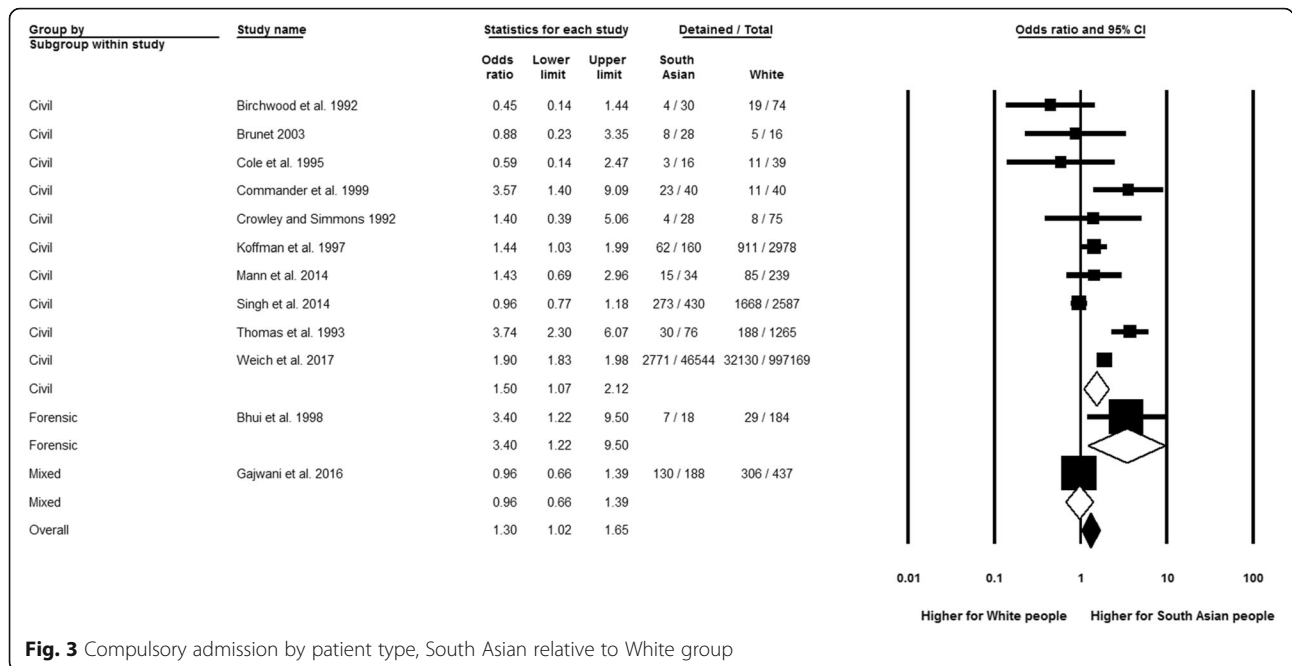 Group by Study name Statistics for each study Detained / Total Odds ratio and 95% CI
Subgroup within study
Odds ratio Lower limit Upper limit South Asian White
Civil Birchwood et al. 1992 0.45 0.14 1.44 4 / 30 19 / 74
Civil Brunet 2003 0.88 0.23 3.35 8 / 28 5 / 16
Civil Cole et al. 1995 0.59 0.14 2.47 3 / 16 11 / 39
Civil Commander et al. 1999 3.57 1.40 9.09 23 / 40 11 / 40
Civil Crowley and Simmons 1992 1.40 0.39 5.06 4 / 28 8 / 75
Civil Koffman et al. 1997 1.44 1.03 1.99 62 / 160 911 / 2978
Civil Mann et al. 2014 1.43 0.69 2.96 15 / 34 85 / 239
Civil Singh et al. 2014 0.96 0.77 1.18 273 / 430 1668 / 2587
Civil Thomas et al. 1993 3.74 2.30 6.07 30 / 76 188 / 1265
Civil Weich et al. 2017 1.90 1.83 1.98 2771 / 46544 32130 / 997169
Civil 1.50 1.07 2.12
Forensic Bhui et al. 1998 3.40 1.22 9.50 7 / 18 29 / 184
Forensic 3.40 1.22 9.50
Mixed Gajwani et al. 2016 0.96 0.66 1.39 130 / 188 306 / 437
Mixed 0.96 0.66 1.39
Overall 1.30 1.02 1.65
0.01 0.1 1 10 100
Higher for White people Higher for South Asian people
Fig. 3 Compulsory admission by patient type, South Asian relative to White group